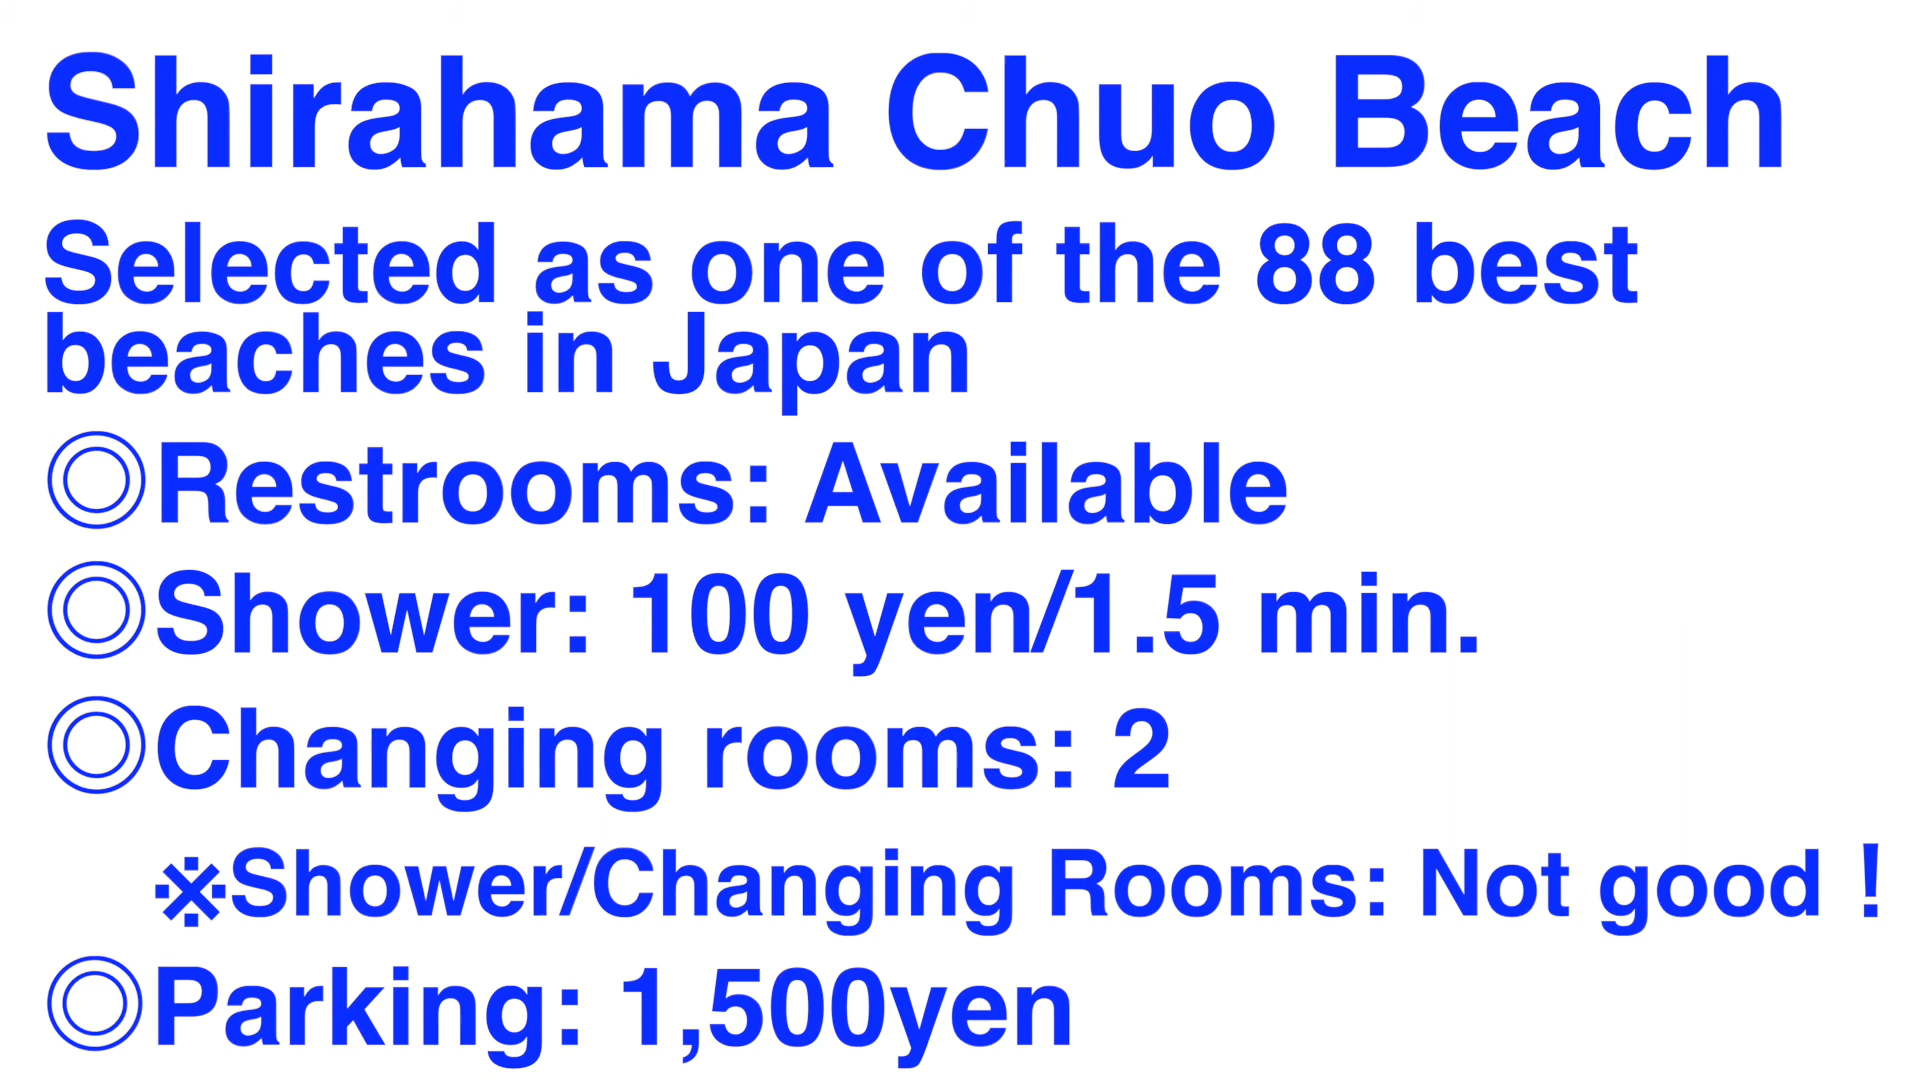 Shirahama Chuo Beach
Selected as one of the 88 best
beaches in Japan
◎Restrooms: Available
◎Shower: 100 yen/1.5 min.
◎Changing rooms: 2
※Shower/Changing Rooms: Not good！
◎Parking: 1,500yen